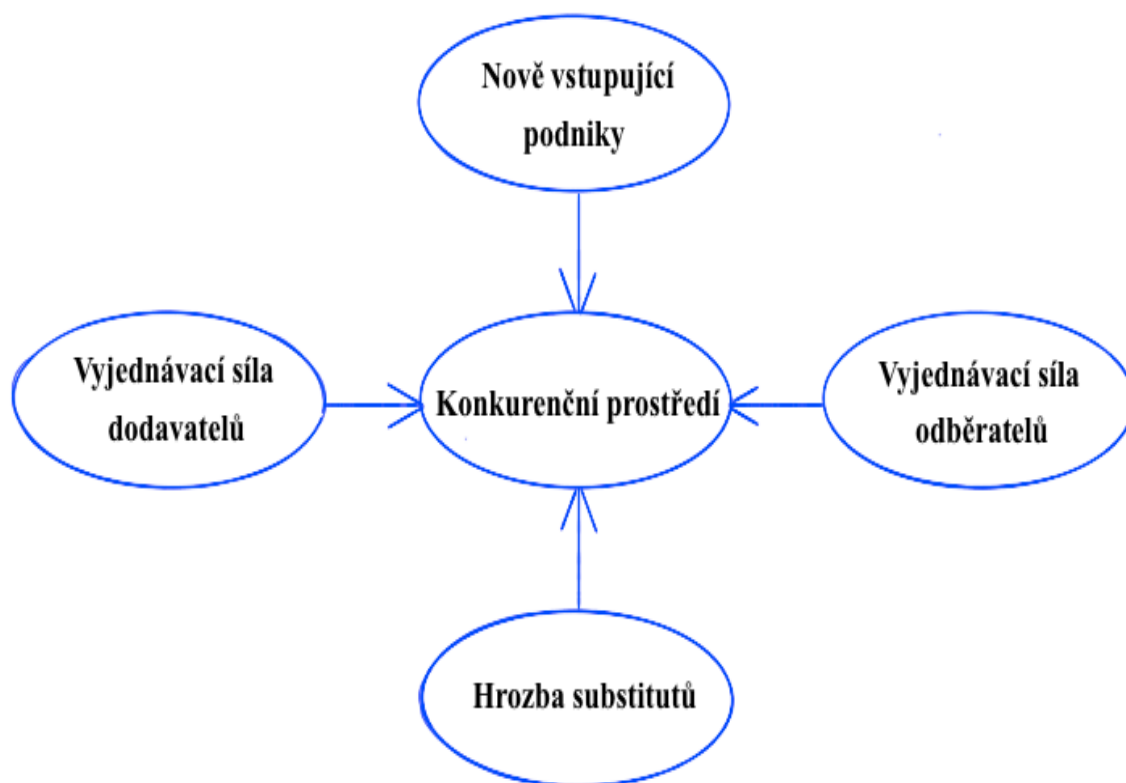 Nově vstupující
podniky
Vyjednávací síla
dodavatelů
Konkurenční prostředí
Vyjednávací síla
odběratelů
Hrozba substitutů